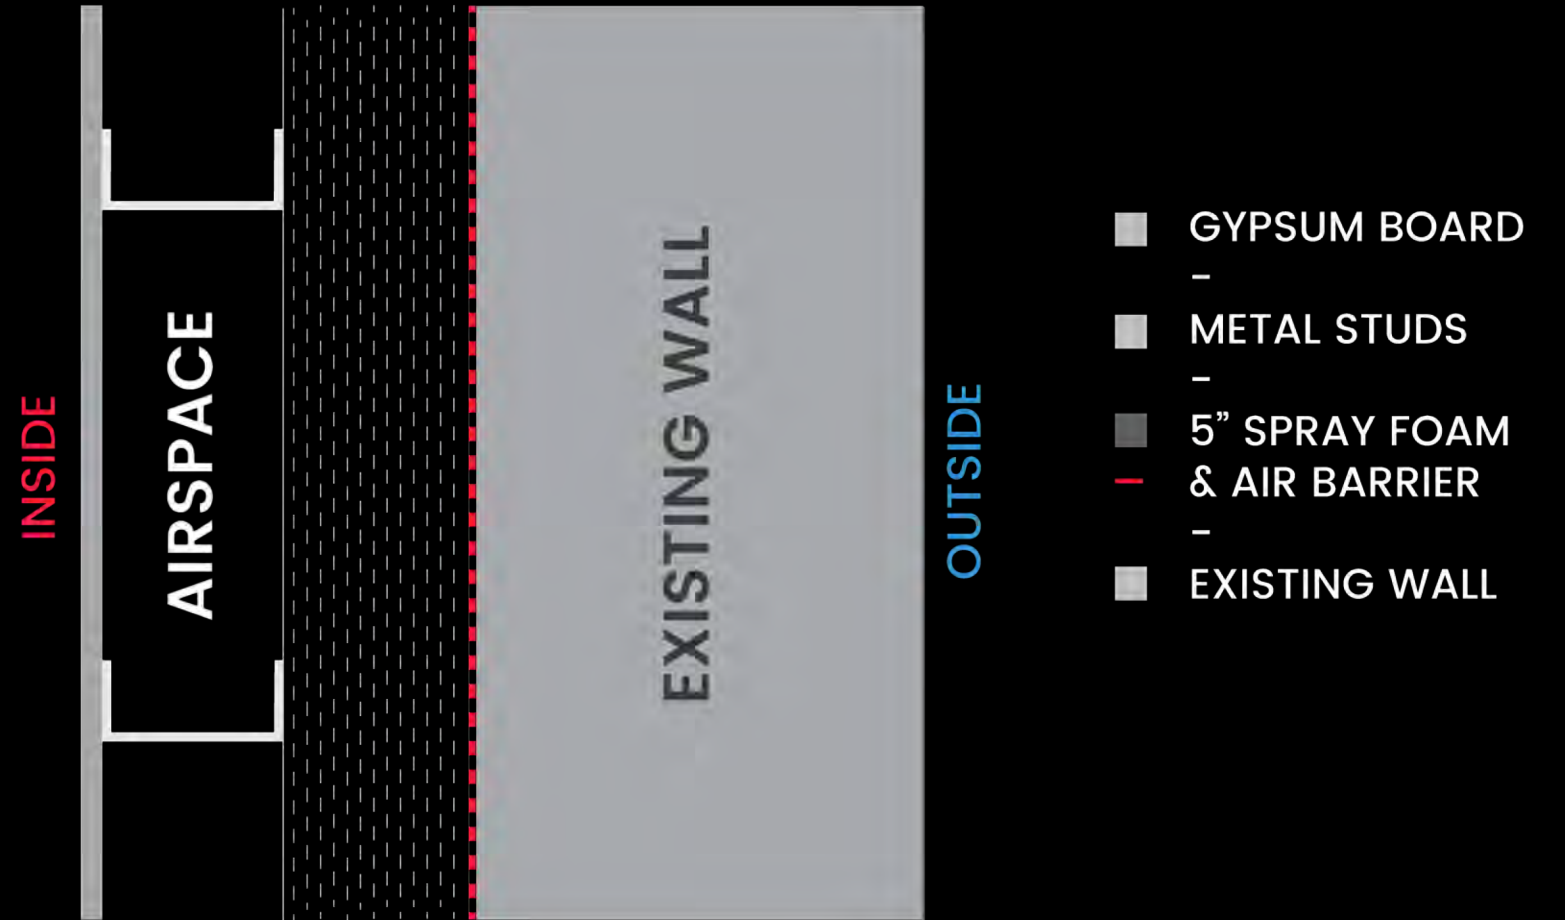 INSIDE
AIRSPACE
EXISTING WALL
OUTSIDE
GYPSUM BOARD
–
METAL STUDS
–
5” SPRAY FOAM
& AIR BARRIER
–
EXISTING WALL